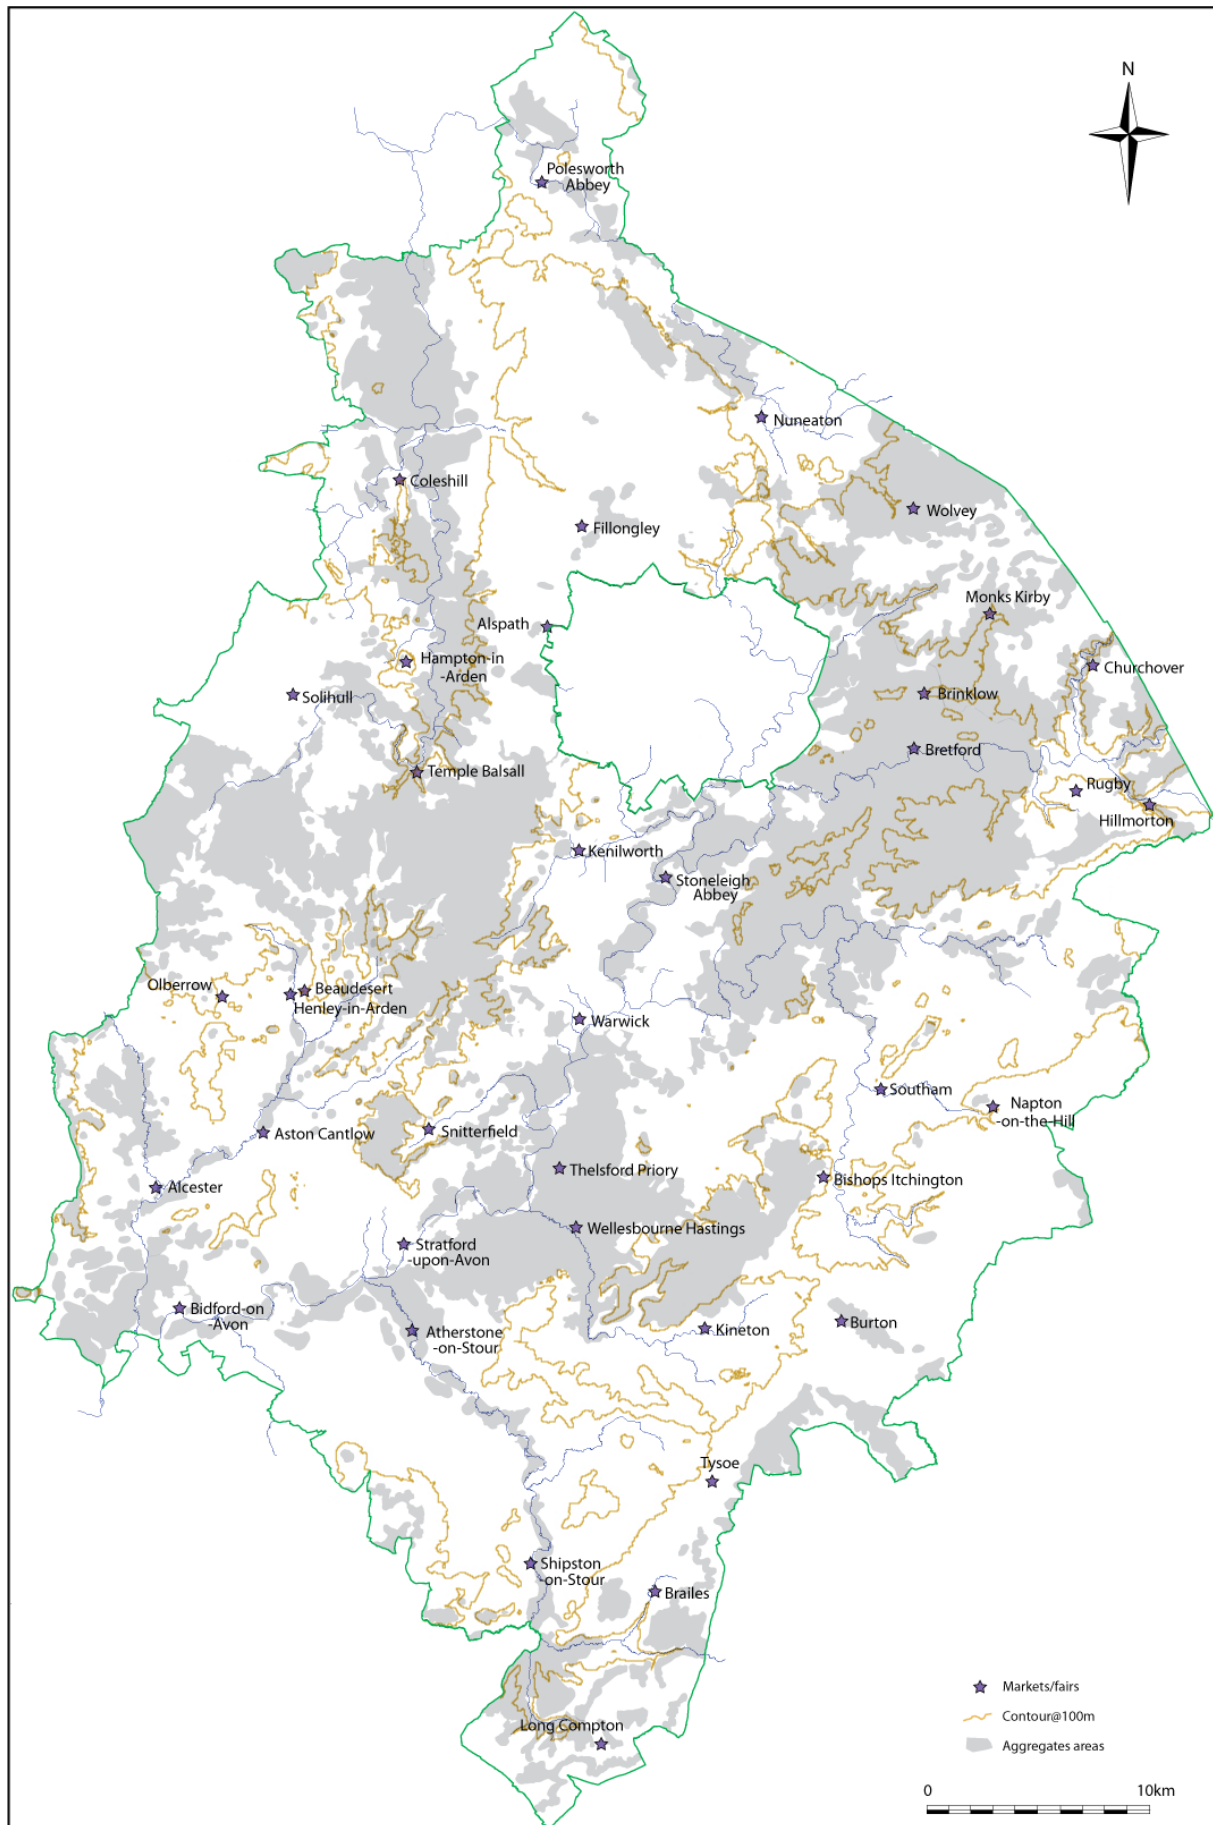 N
Polesworth
Abbey
Nuneaton
Coleshill
Wolvey
Fillongley
Monks Kirby
Alspath
Hampton-in
-Arden
Churchover
Solihull
Brinklow
Bretford
Temple Balsall
Rugby
Hillmorton
Kenilworth
Stoneleigh
Abbey
Olberrow
Beaudesert
Henley-in-Arden
Warwick
Southam
Napton
-on-the-Hill
Aston Cantlow
Snitterfield
Thelsford Priory
Bishops Itchington
Alcester
Wellesbourne Hastings
Stratford
-upon-Avon
Bidford-on
-Avon
Atherstone
-on-Stour
Kineton
Burton
Tysoe
Shipston
-on-Stour
Brailes
Long Compton
Markets/fairs
Contour@100m
Aggregates areas
0 10km